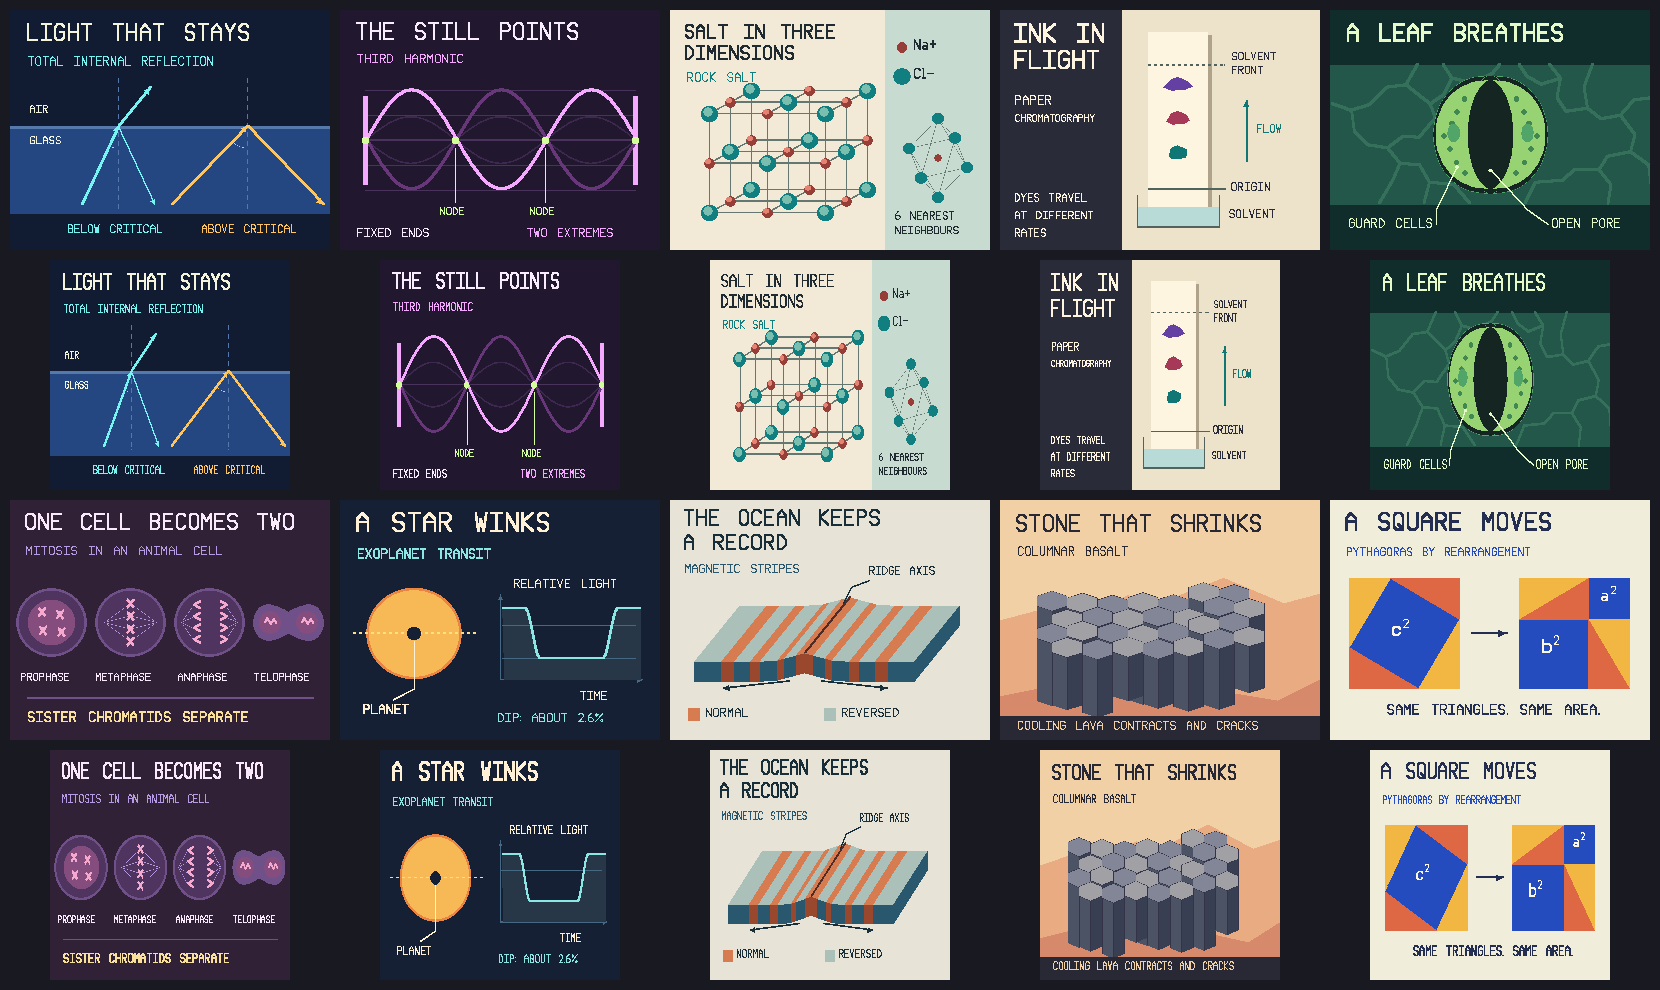 LIGHT THAT STAYS
TOTAL INTERNAL REFLECTION
AIR
GLASS
BELOW CRITICAL
ABOVE CRITICAL
THE STILL POINTS
THIRD HARMONIC
NODE
NODE
FIXED ENDS
TWO EXTREMES
SALT IN THREE
DIMENSIONS
ROCK SALT
Na+
Cl−
6 NEAREST
NEIGHBOURS
INK IN
FLIGHT
PAPER
CHROMATOGRAPHY
DYES TRAVEL
AT DIFFERENT
RATES
SOLVENT
FRONT
FLOW
ORIGIN
SOLVENT
A LEAF BREATHES
GUARD CELLS
OPEN PORE
LIGHT THAT STAYS
TOTAL INTERNAL REFLECTION
AIR
GLASS
BELOW CRITICAL
ABOVE CRITICAL
THE STILL POINTS
THIRD HARMONIC
NODE
NODE
FIXED ENDS
TWO EXTREMES
SALT IN THREE
DIMENSIONS
ROCK SALT
Na+
Cl−
6 NEAREST
NEIGHBOURS
INK IN
FLIGHT
PAPER
CHROMATOGRAPHY
DYES TRAVEL
AT DIFFERENT
RATES
SOLVENT
FRONT
FLOW
ORIGIN
SOLVENT
A LEAF BREATHES
GUARD CELLS
OPEN PORE
ONE CELL BECOMES TWO
MITOSIS IN AN ANIMAL CELL
PROPHASE
METAPHASE
ANAPHASE
TELOPHASE
SISTER CHROMATIDS SEPARATE
A STAR WINKS
EXOPLANET TRANSIT
RELATIVE LIGHT
PLANET
TIME
DIP: ABOUT 2.6%
THE OCEAN KEEPS
A RECORD
MAGNETIC STRIPES
RIDGE AXIS
NORMAL
REVERSED
STONE THAT SHRINKS
COLUMNAR BASALT
COOLING LAVA CONTRACTS AND CRACKS
A SQUARE MOVES
PYTHAGORAS BY REARRANGEMENT
c²
a²
b²
SAME TRIANGLES. SAME AREA.
ONE CELL BECOMES TWO
MITOSIS IN AN ANIMAL CELL
PROPHASE
METAPHASE
ANAPHASE
TELOPHASE
SISTER CHROMATIDS SEPARATE
A STAR WINKS
EXOPLANET TRANSIT
RELATIVE LIGHT
PLANET
TIME
DIP: ABOUT 2.6%
THE OCEAN KEEPS
A RECORD
MAGNETIC STRIPES
RIDGE AXIS
NORMAL
REVERSED
STONE THAT SHRINKS
COLUMNAR BASALT
COOLING LAVA CONTRACTS AND CRACKS
A SQUARE MOVES
PYTHAGORAS BY REARRANGEMENT
c²
a²
b²
SAME TRIANGLES. SAME AREA.